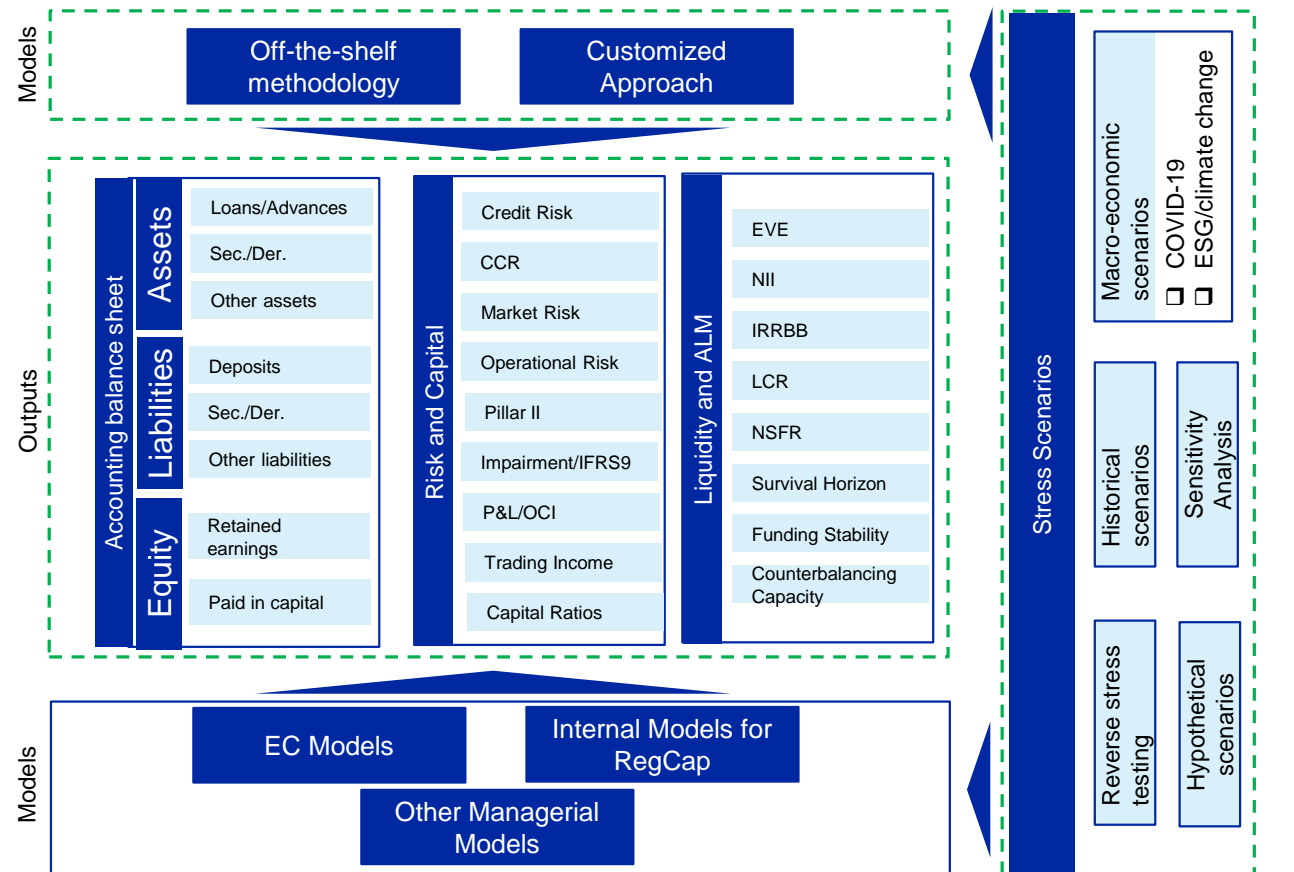 Models
Off-the-shelf
methodology
Customized
Approach
Outputs
Accounting balance sheet
Assets
Loans/Advances
Sec./Der.
Other assets
Liabilities
Deposits
Sec./Der.
Other liabilities
Equity
Retained
earnings
Paid in capital
Risk and Capital
Credit Risk
CCR
Market Risk
Operational Risk
Pillar II
Impairment/IFRS9
P&L/OCI
Trading Income
Capital Ratios
Liquidity and ALM
EVE
NII
IRRBB
LCR
NSFR
Survival Horizon
Funding Stability
Counterbalancing
Capacity
Models
EC Models
Internal Models for
RegCap
Other Managerial
Models
Stress Scenarios
Macro-economic
scenarios
❑ COVID-19
❑ ESG/climate change
Historical
scenarios
Sensitivity
Analysis
Reverse stress
testing
Hypothetical
scenarios